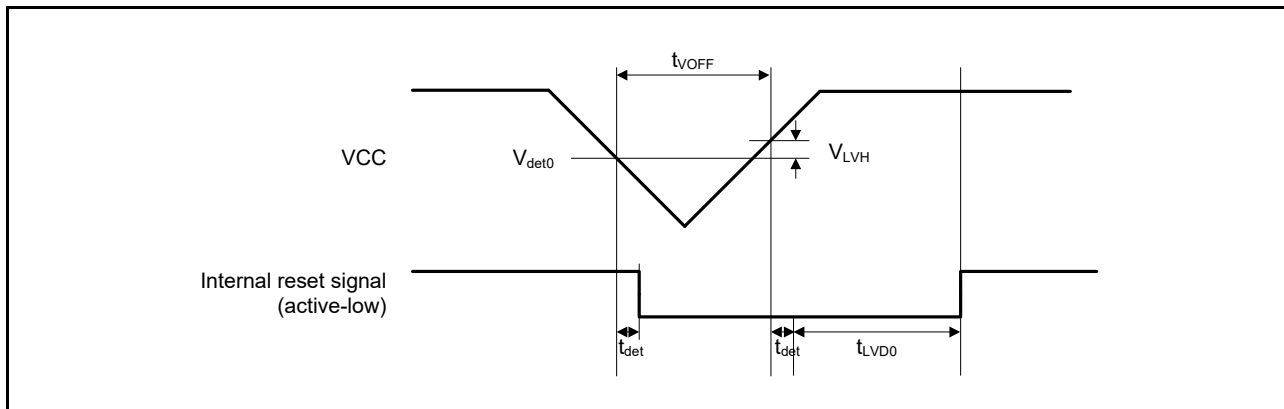 tVOFF
VCC
Vdet0
VLVH
Internal reset signal
(active-low)
tdet
tdet
tLVD0